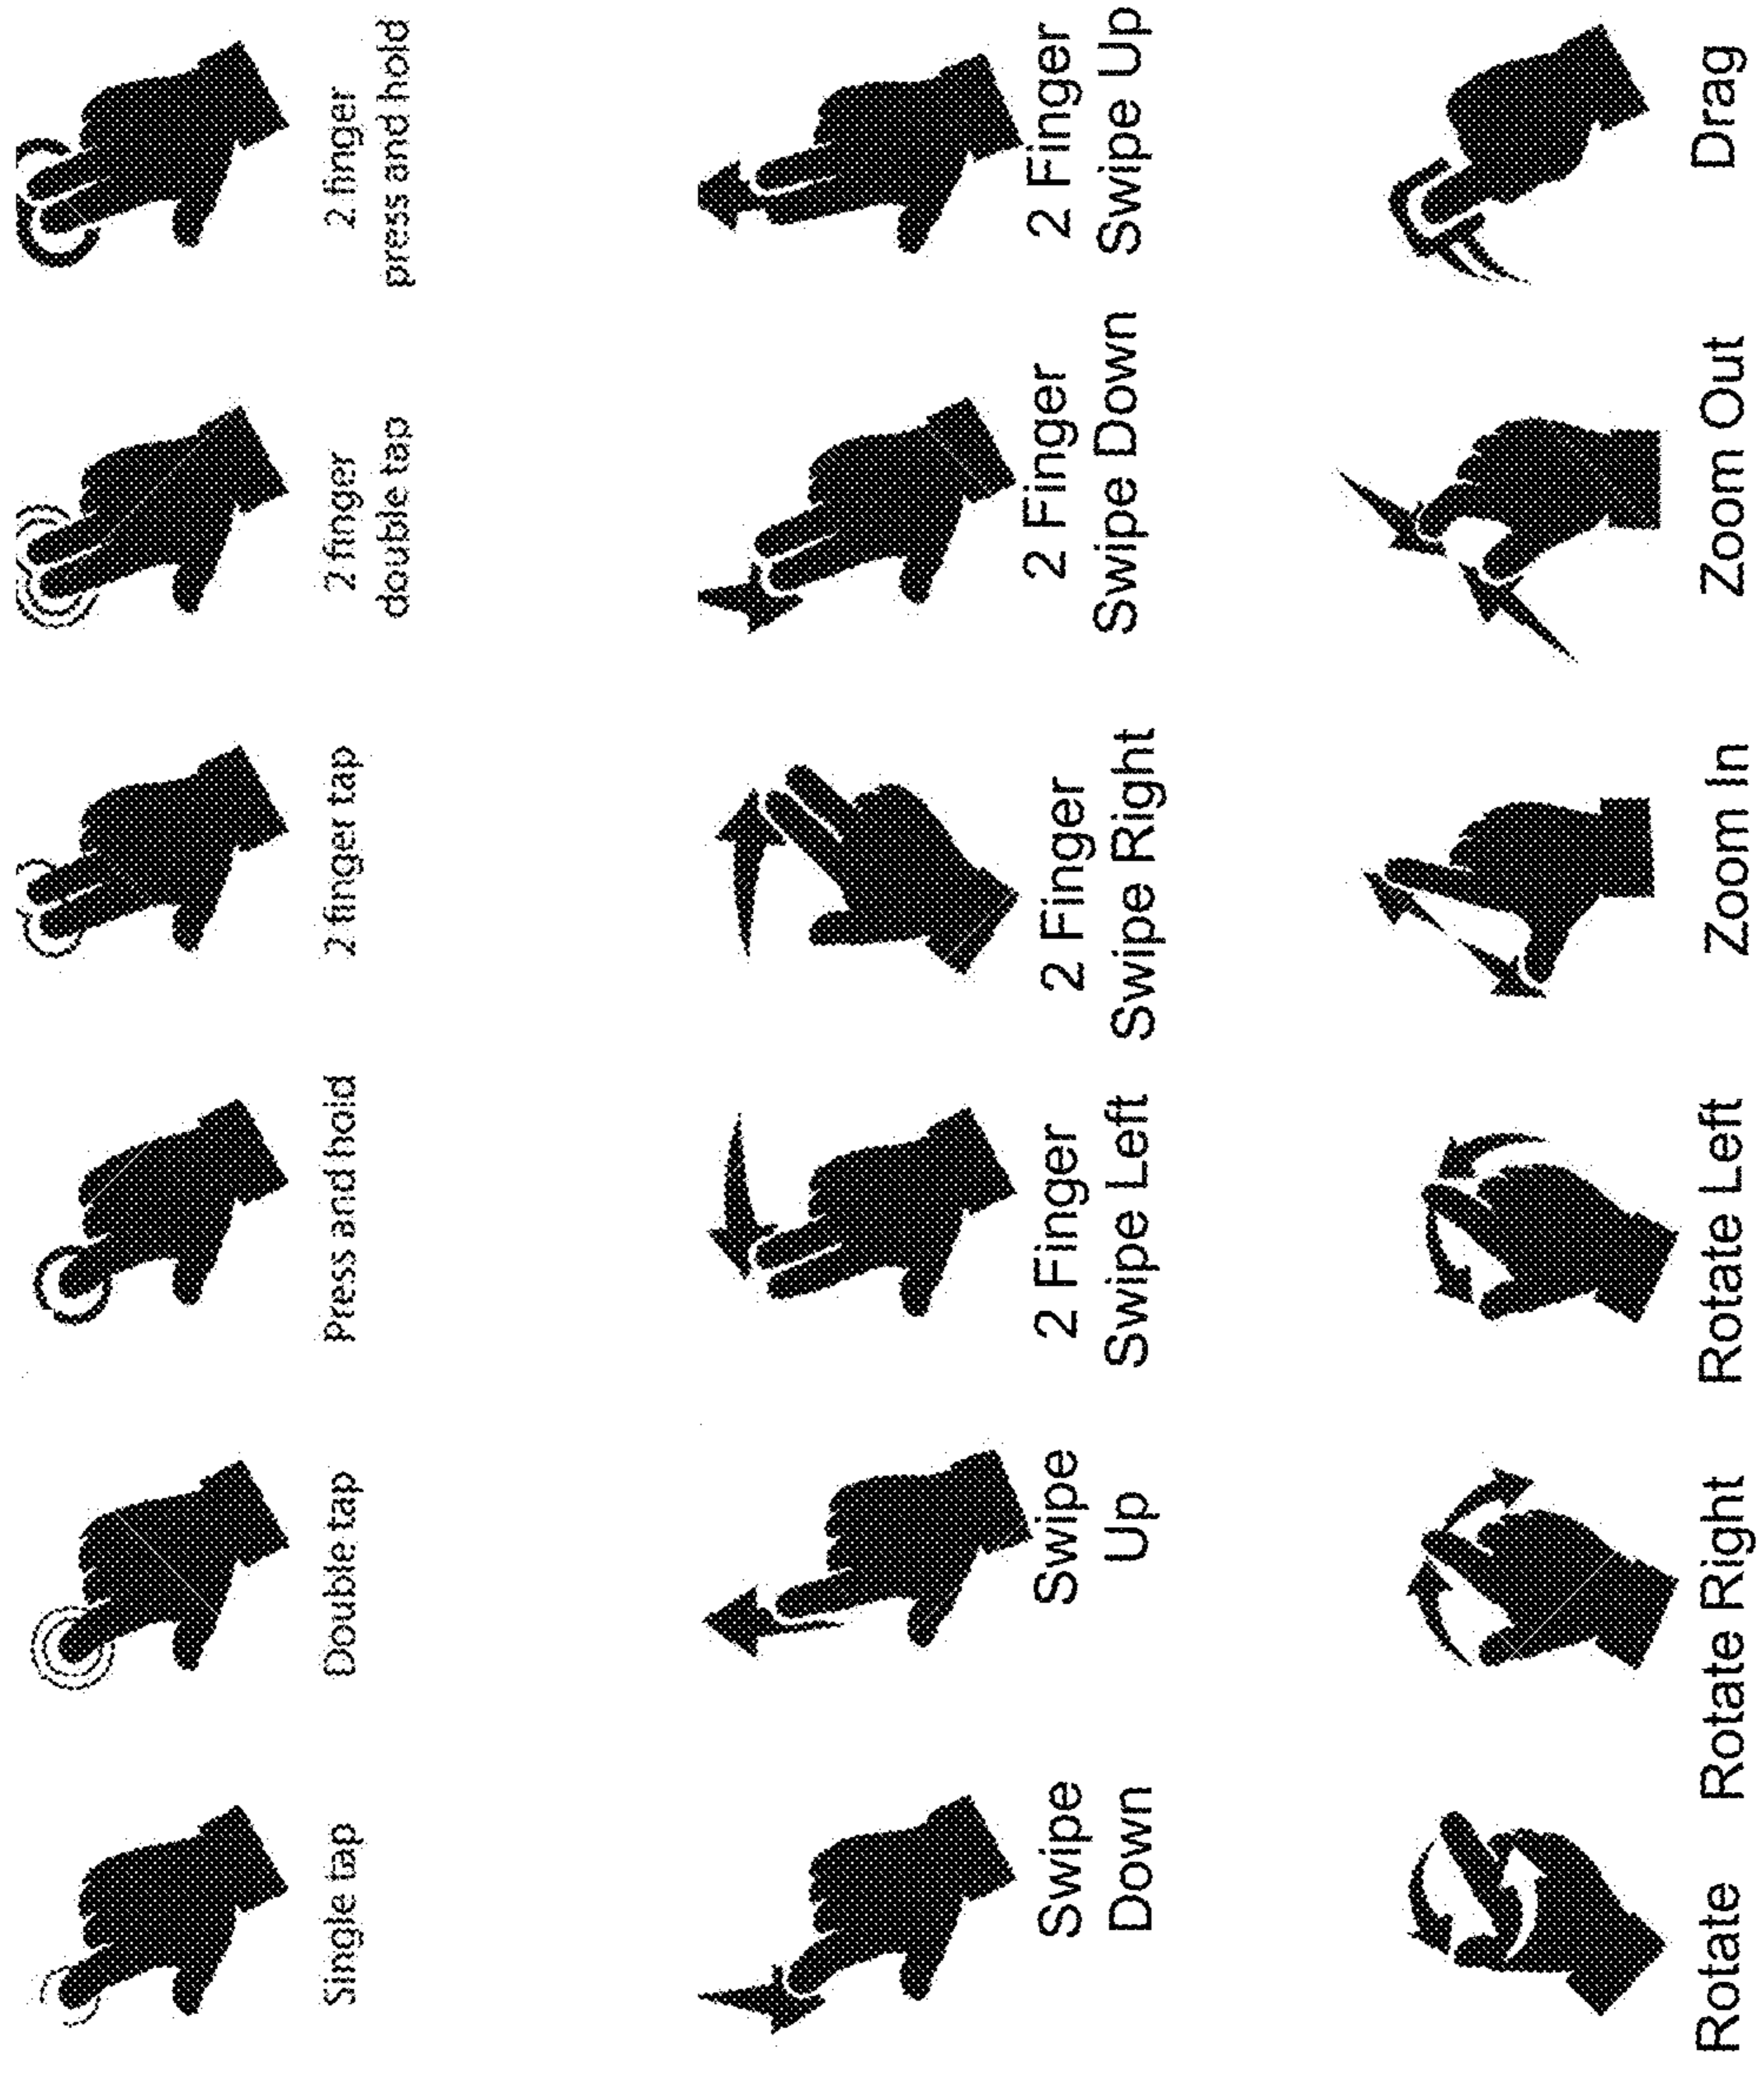 Single tap
Double tap
Press and hold
2 finger tap
2 finger
double tap
2 finger
press and hold
Swipe
Down
Swipe
Up
2 Finger
Swipe Left
2 Finger
Swipe Right
2 Finger
Swipe Down
2 Finger
Swipe Up
Rotate
Rotate Right
Rotate Left
Zoom In
Zoom Out
Drag